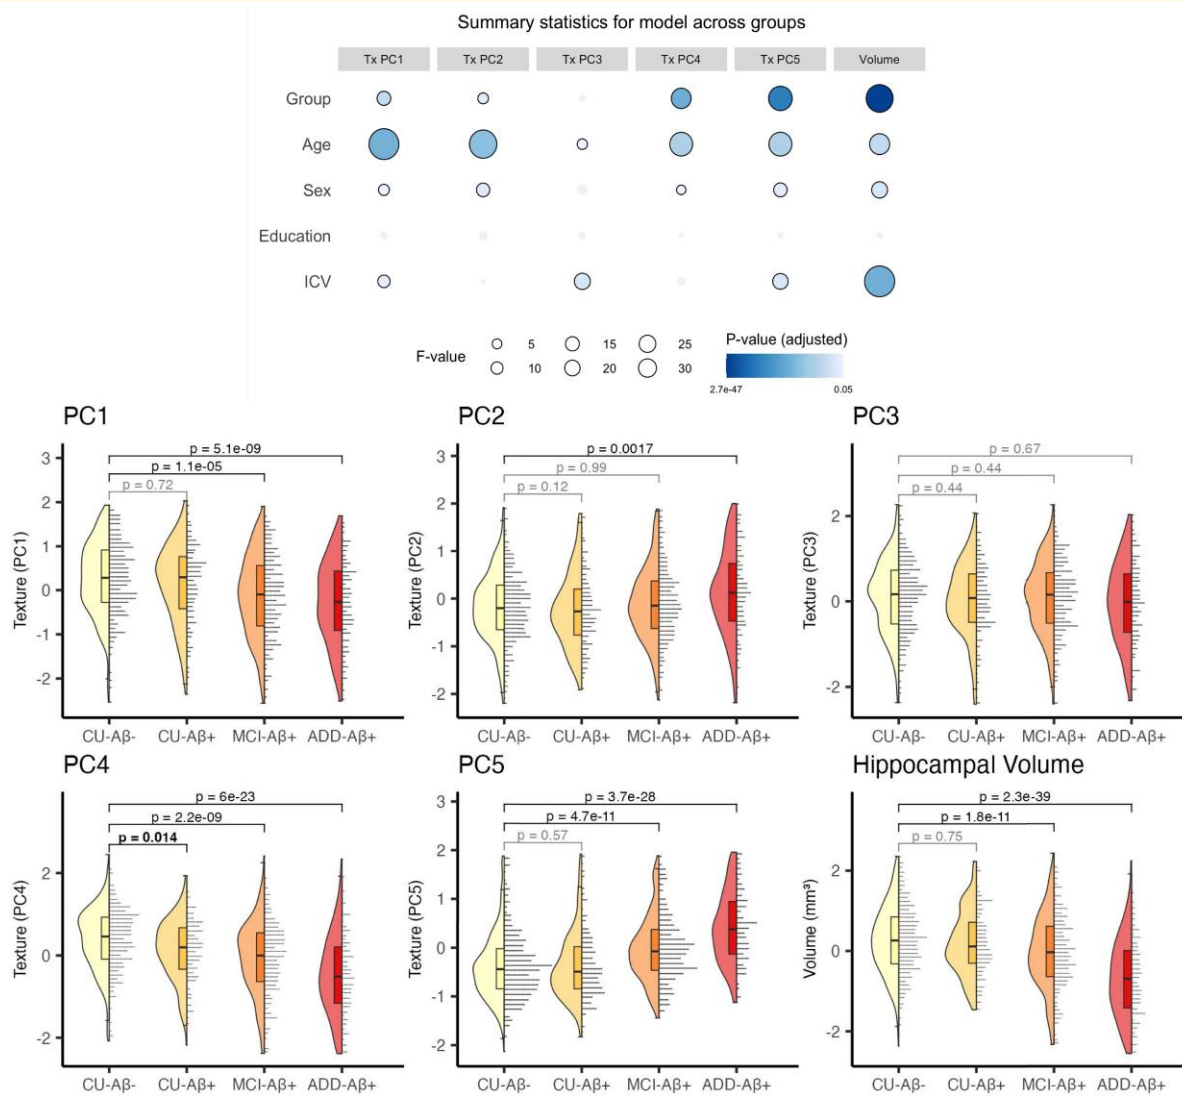 Summary statistics for model across groups
Tx PC1 Tx PC2 Tx PC3 Tx PC4 Tx PC5 Volume
Group
Age
Sex
Education
ICV
F-value
5 15 25
10 20 30
P-value (adjusted)
2.7e-47 0.05
PC1
Texture (PC1)
3
2
1
0
-1
-2
p = 5.1e-09
p = 1.1e-05
p = 0.72
CU-Aβ- CU-Aβ+ MCI-Aβ+ ADD-Aβ+
PC2
Texture (PC2)
3
2
1
0
-1
-2
p = 0.0017
p = 0.99
p = 0.12
CU-Aβ- CU-Aβ+ MCI-Aβ+ ADD-Aβ+
PC3
Texture (PC3)
2
0
-2
p = 0.67
p = 0.44
p = 0.44
CU-Aβ- CU-Aβ+ MCI-Aβ+ ADD-Aβ+
PC4
Texture (PC4)
2
0
-2
p = 6e-23
p = 2.2e-09
p = 0.014
CU-Aβ- CU-Aβ+ MCI-Aβ+ ADD-Aβ+
PC5
Texture (PC5)
3
2
1
0
-1
-2
p = 3.7e-28
p = 4.7e-11
p = 0.57
CU-Aβ- CU-Aβ+ MCI-Aβ+ ADD-Aβ+
Hippocampal Volume
Volume (mm³)
2
0
-2
p = 2.3e-39
p = 1.8e-11
p = 0.75
CU-Aβ- CU-Aβ+ MCI-Aβ+ ADD-Aβ+